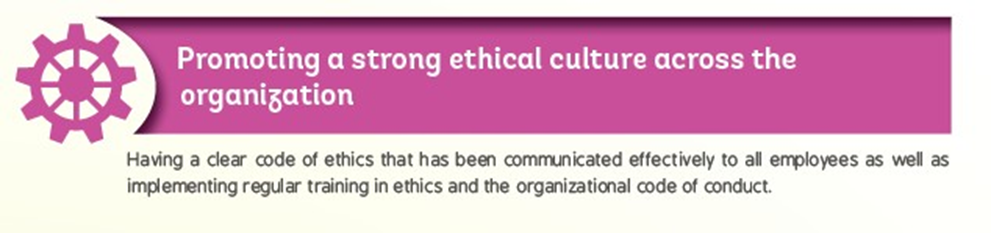 Promoting a strong ethical culture across the
organization
Having a clear code of ethics that has been communicated effectively to all employees as well as
implementing regular training in ethics and the organizational code of conduct.